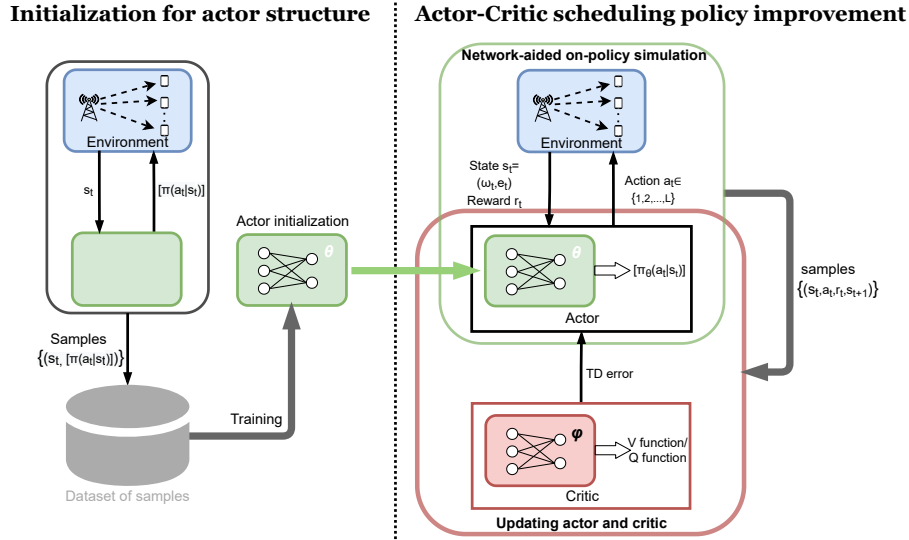 Initialization for actor structure
Environment
s_t
[π(a_t|s_t)]
Samples
{(s_t, [π(a_t|s_t)])}
Dataset of samples
Training
Actor initialization
θ
Actor-Critic scheduling policy improvement
Network-aided on-policy simulation
Environment
State s_t=
(ω_t,e_t)
Reward r_t
Action a_t∈
{1,2,...,L}
θ
[π_θ(a_t|s_t)]
Actor
samples
{(s_t,a_t,r_t,s_{t+1})}
TD error
φ
V function/
Q function
Critic
Updating actor and critic